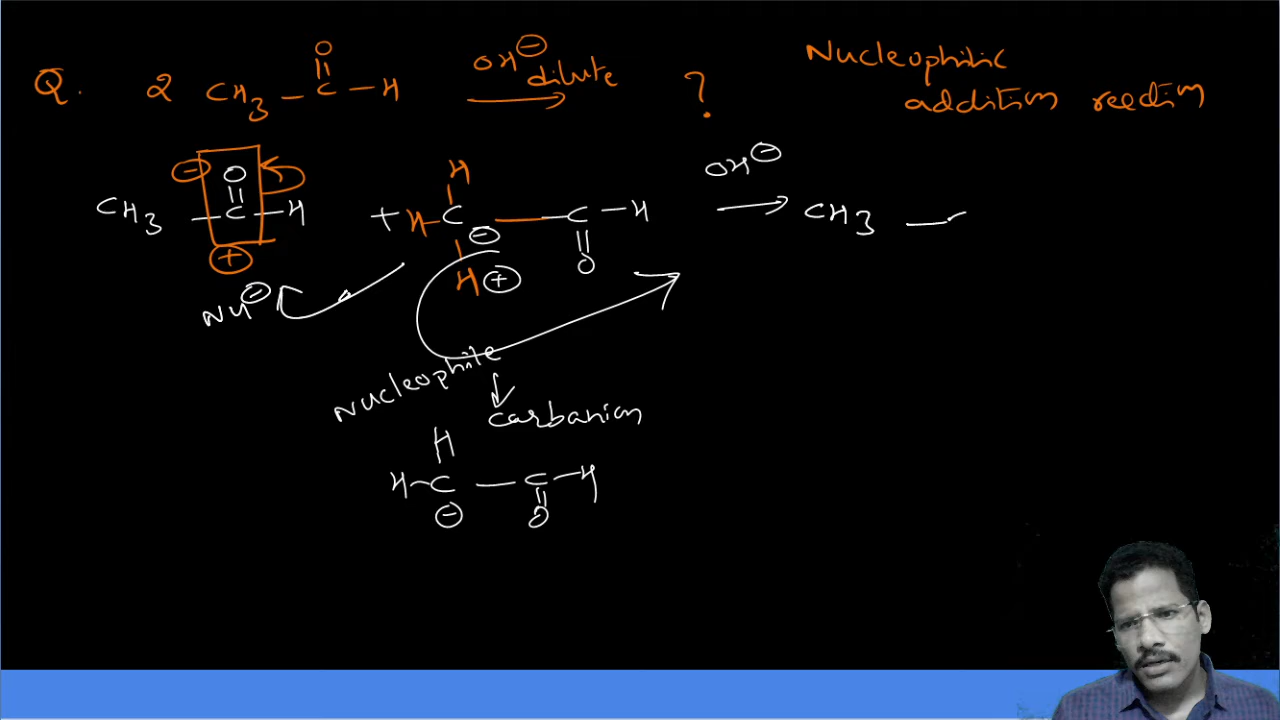 Q. 2 CH3 – C – H OH⊖ dilute ? Nucleophilic
O
addition reaction
H OH⊖
⊖ O
CH3 – C – H + H – C – C – H → CH3 –
⊖
⊕ H ⊕ O
Nu⊖
Nucleophile
carbanion
H
H – C – C – H
⊖ O